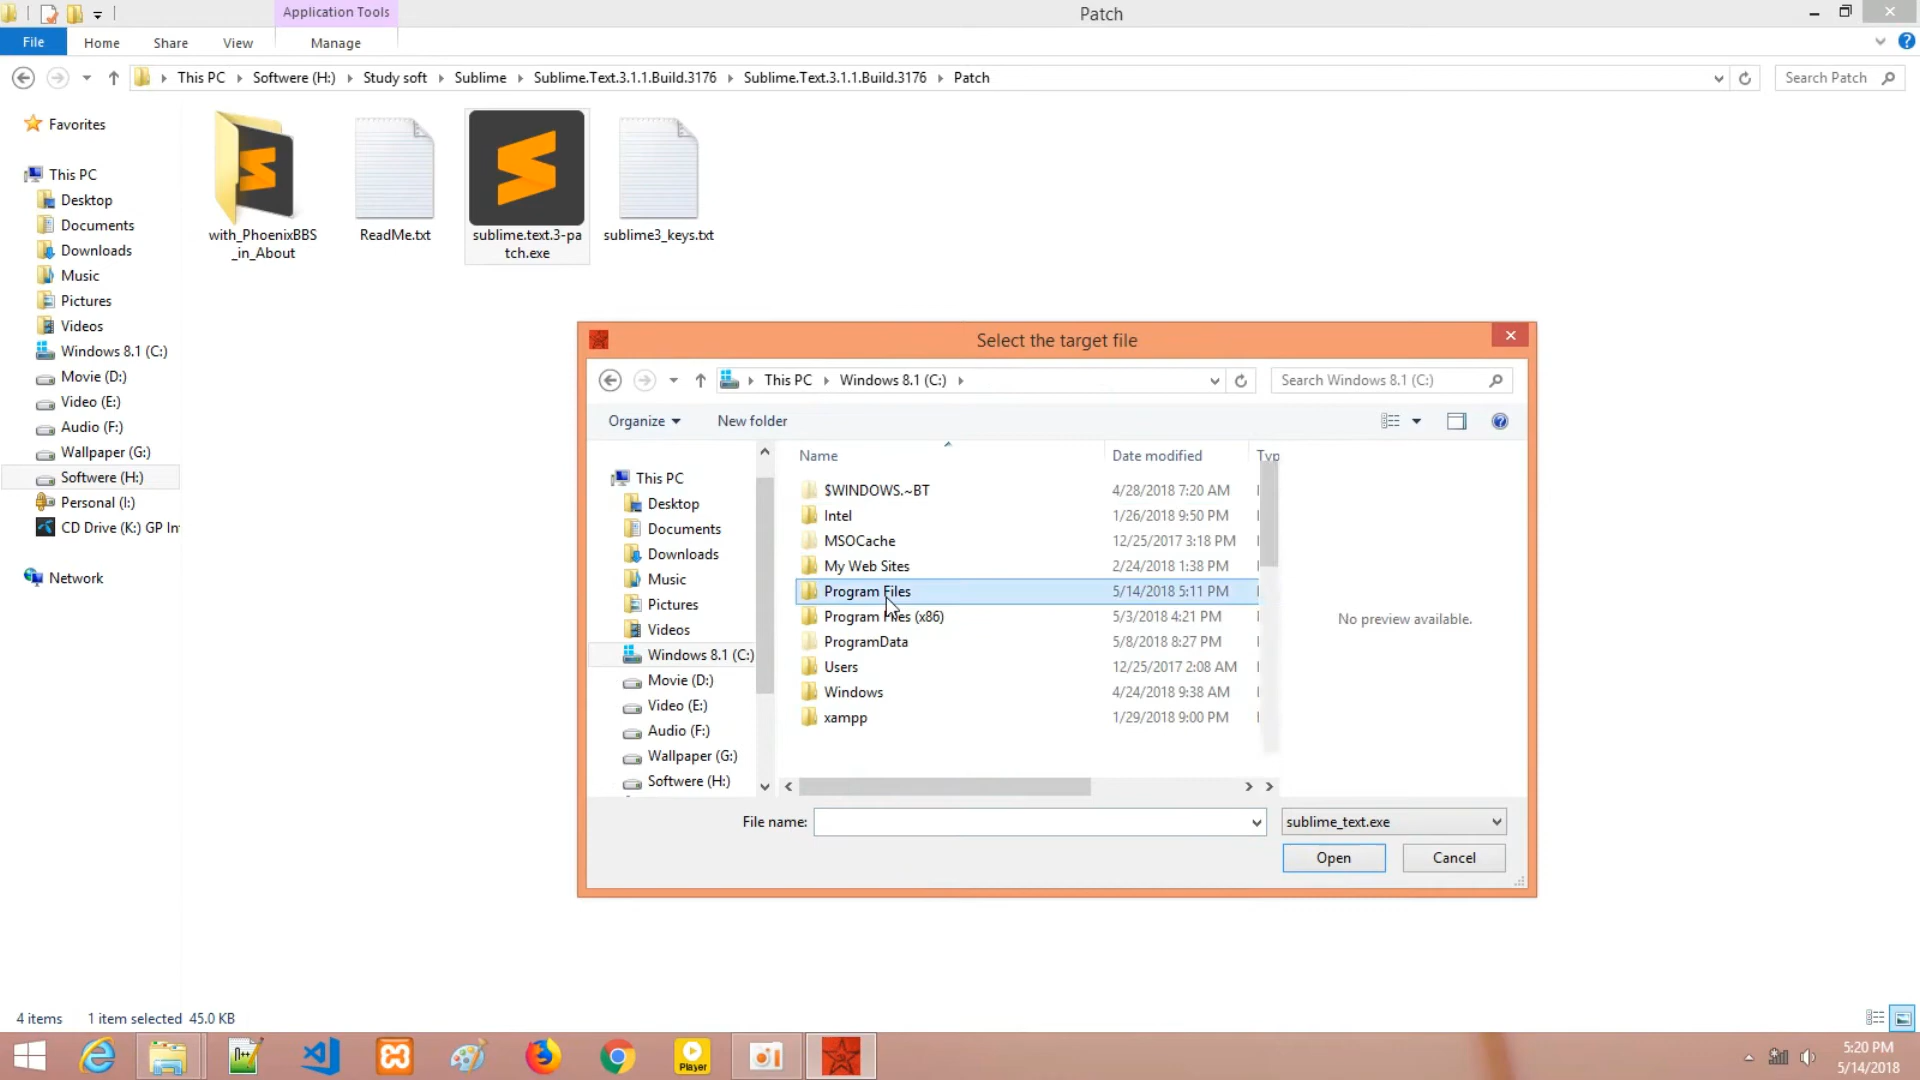 Application Tools
Patch
File
Home
Share
View
Manage
This PC
Softwere (H:)
Study soft
Sublime
Sublime.Text.3.1.1.Build.3176
Sublime.Text.3.1.1.Build.3176
Patch
Search Patch
Favorites
This PC
Desktop
Documents
Downloads
Music
Pictures
Videos
Windows 8.1 (C:)
Movie (D:)
Video (E:)
Audio (F:)
Wallpaper (G:)
Softwere (H:)
Personal (I:)
CD Drive (K:) GP In
Network
with_PhoenixBBS
_in_About
ReadMe.txt
sublime.text.3-pa
tch.exe
sublime3_keys.txt
Select the target file
This PC
Windows 8.1 (C:)
Search Windows 8.1 (C:)
Organize
New folder
This PC
Desktop
Documents
Downloads
Music
Pictures
Videos
Windows 8.1 (C:)
Movie (D:)
Video (E:)
Audio (F:)
Wallpaper (G:)
Softwere (H:)
Name Date modified Typ
$WINDOWS.~BT 4/28/2018 7:20 AM
Intel 1/26/2018 9:50 PM
MSOCache 12/25/2017 3:18 PM
My Web Sites 2/24/2018 1:38 PM
Program Files 5/14/2018 5:11 PM
Program Files (x86) 5/3/2018 4:21 PM
ProgramData 5/8/2018 8:27 PM
Users 12/25/2017 2:08 AM
Windows 4/24/2018 9:38 AM
xampp 1/29/2018 9:00 PM
No preview available.
File name:
sublime_text.exe
Open
Cancel
4 items 1 item selected 45.0 KB
Player
5:20 PM
5/14/2018